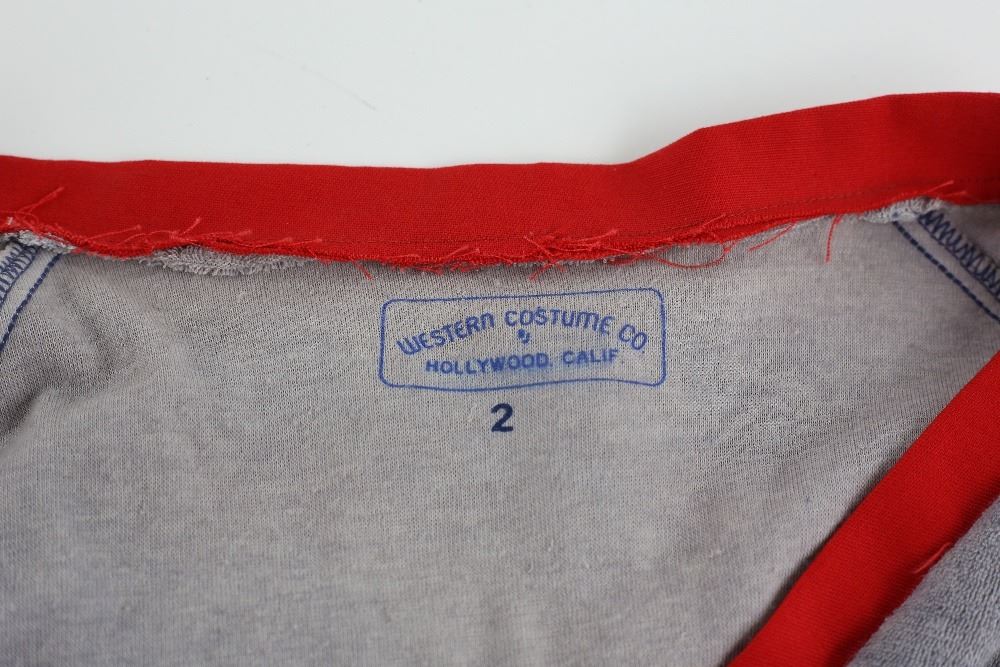 WESTERN COSTUME CO.
HOLLYWOOD, CALIF.
2